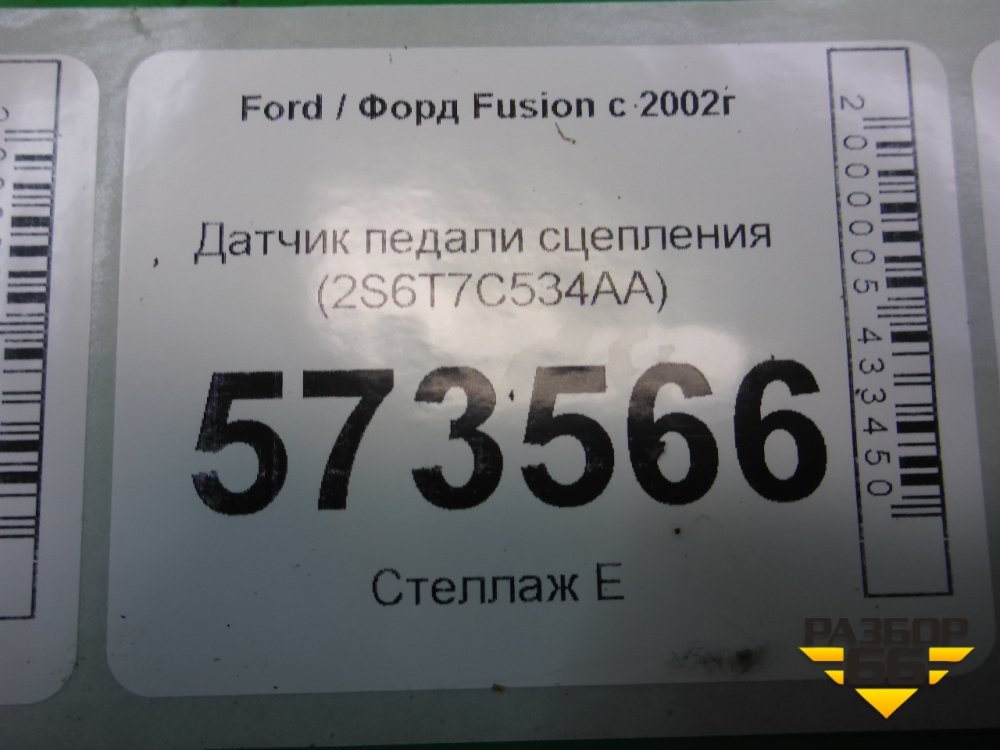 Ford / Форд Fusion с 2002г
Датчик педали сцепления
(2S6T7C534AA)
573566
Стеллаж Е
2000005433450
РАЗБОР
66